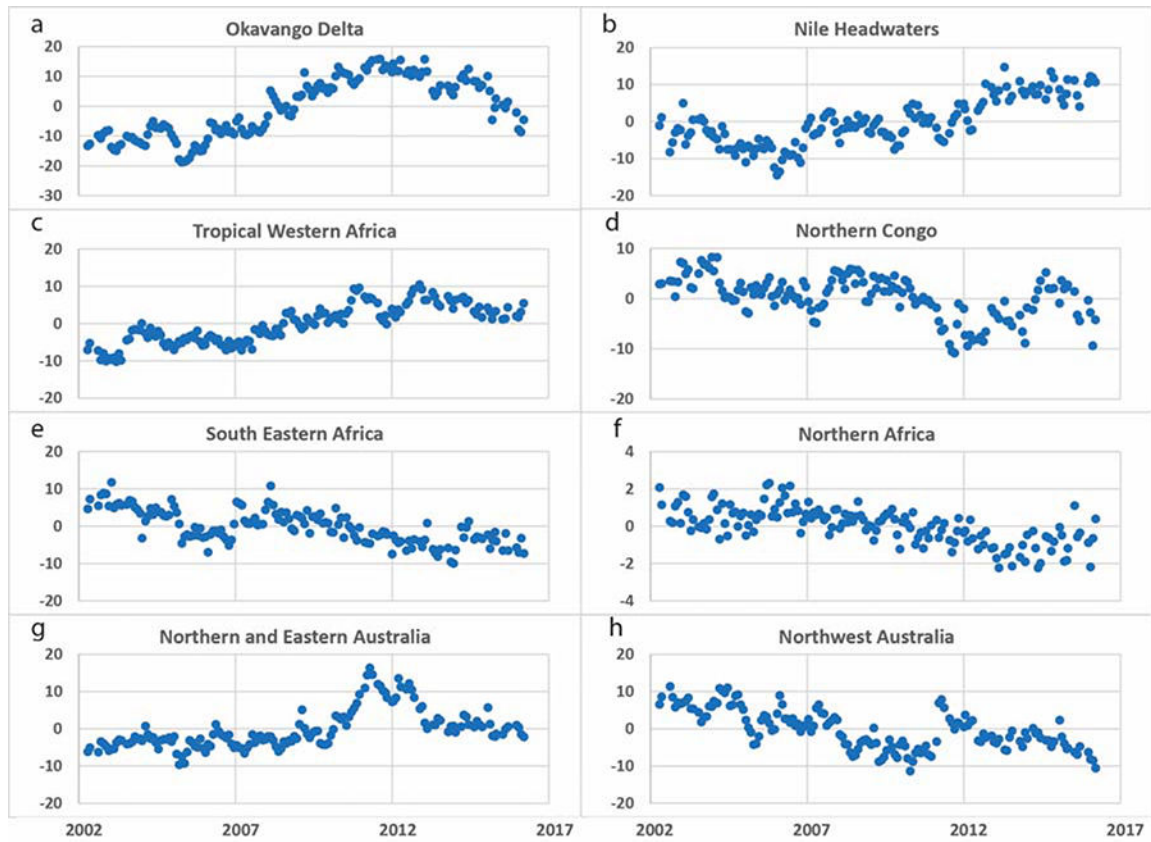 a
Okavango Delta
20
10
0
-10
-20
-30
b
Nile Headwaters
20
10
0
-10
-20
c
Tropical Western Africa
20
10
0
-10
-20
d
Northern Congo
10
0
-10
-20
e
South Eastern Africa
20
10
0
-10
-20
f
Northern Africa
4
2
0
-2
-4
g
Northern and Eastern Australia
20
10
0
-10
-20
2002 2007 2012 2017
h
Northwest Australia
20
10
0
-10
-20
2002 2007 2012 2017